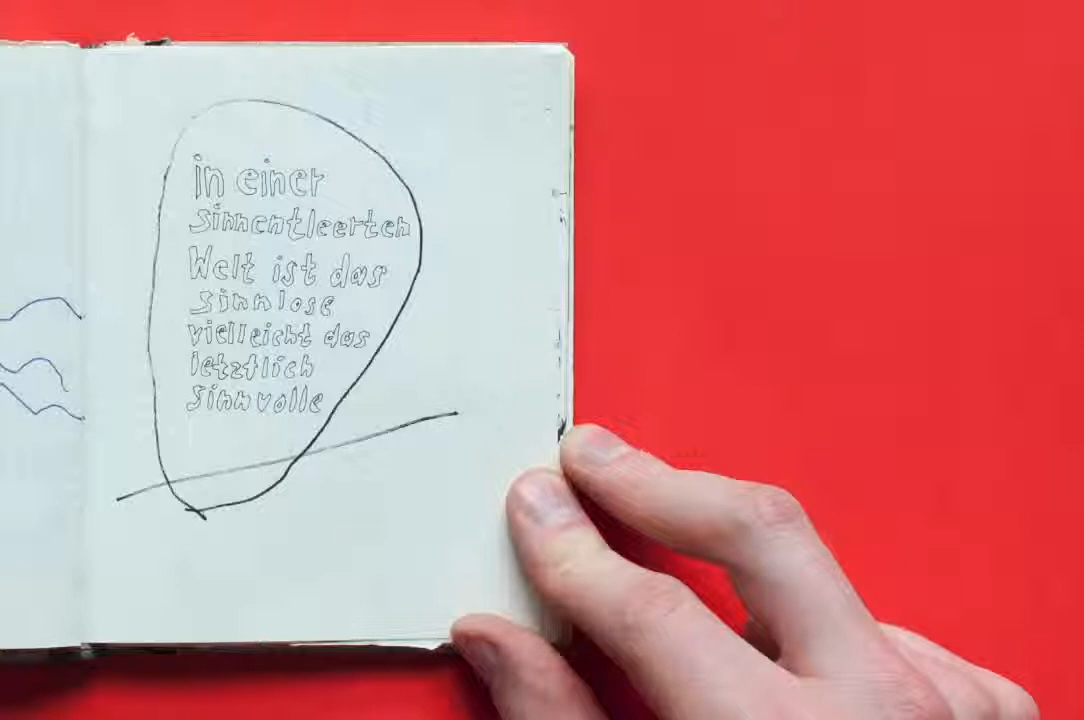 in einer
sinnentleerten
Welt ist das
sinnlose
vielleicht das
letztlich
sinnvolle